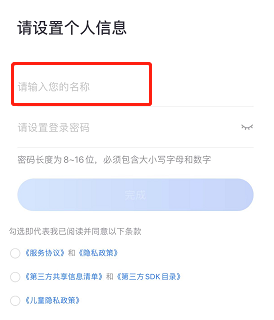 请设置个人信息
请输入您的名称
请设置登录密码
密码长度为8~16位，必须包含大小写字母和数字
完成
勾选即代表我已阅读并同意以下条款
《服务协议》和《隐私政策》
《第三方共享信息清单》和《第三方SDK目录》
《儿童隐私政策》